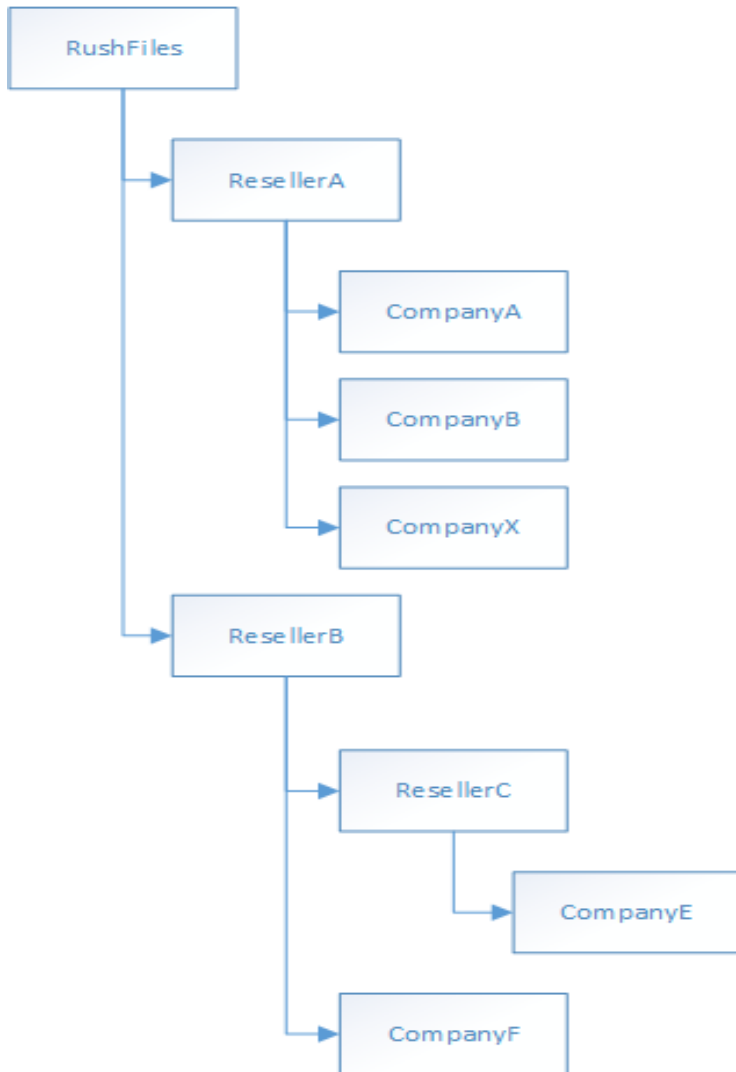 RushFiles
ResellerA
CompanyA
CompanyB
CompanyX
ResellerB
ResellerC
CompanyE
CompanyF